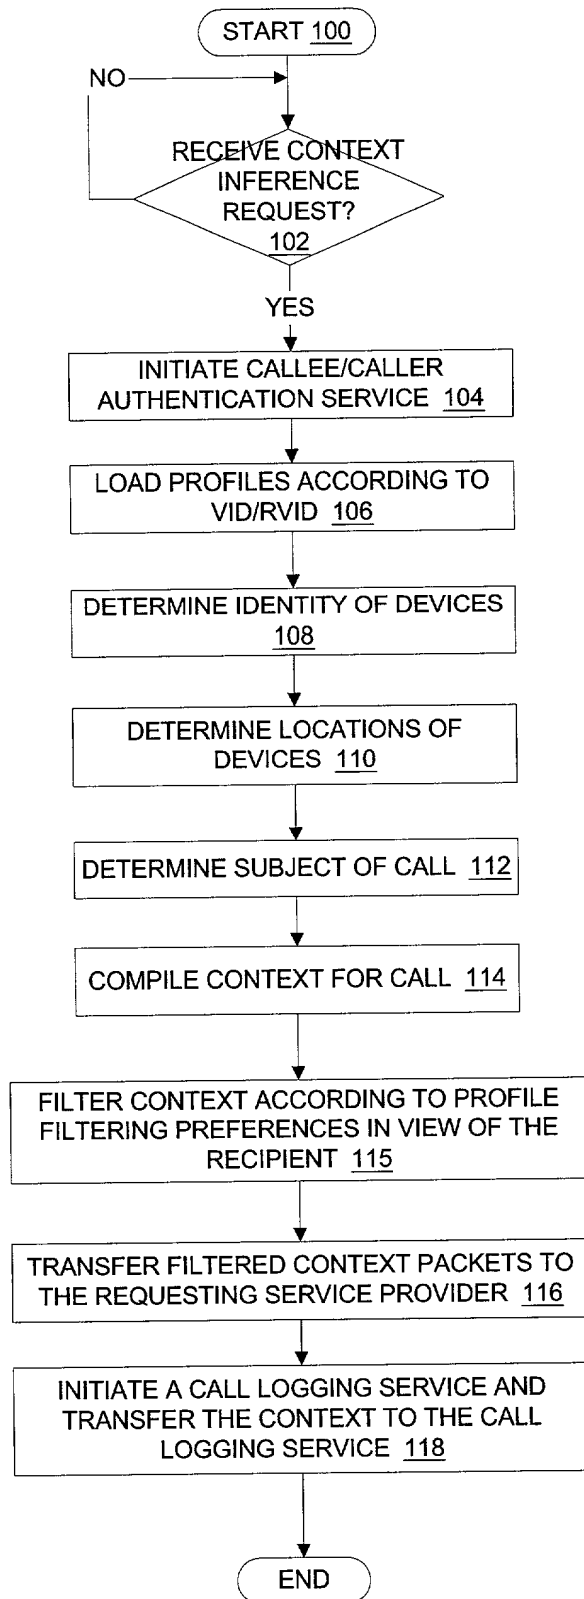 START 100
NO
RECEIVE CONTEXT
INFERENCE
REQUEST?
102
YES
INITIATE CALLEE/CALLER
AUTHENTICATION SERVICE 104
LOAD PROFILES ACCORDING TO
VID/RVID 106
DETERMINE IDENTITY OF DEVICES
108
DETERMINE LOCATIONS OF
DEVICES 110
DETERMINE SUBJECT OF CALL 112
COMPILE CONTEXT FOR CALL 114
FILTER CONTEXT ACCORDING TO PROFILE
FILTERING PREFERENCES IN VIEW OF THE
RECIPIENT 115
TRANSFER FILTERED CONTEXT PACKETS TO
THE REQUESTING SERVICE PROVIDER 116
INITIATE A CALL LOGGING SERVICE AND
TRANSFER THE CONTEXT TO THE CALL
LOGGING SERVICE 118
END